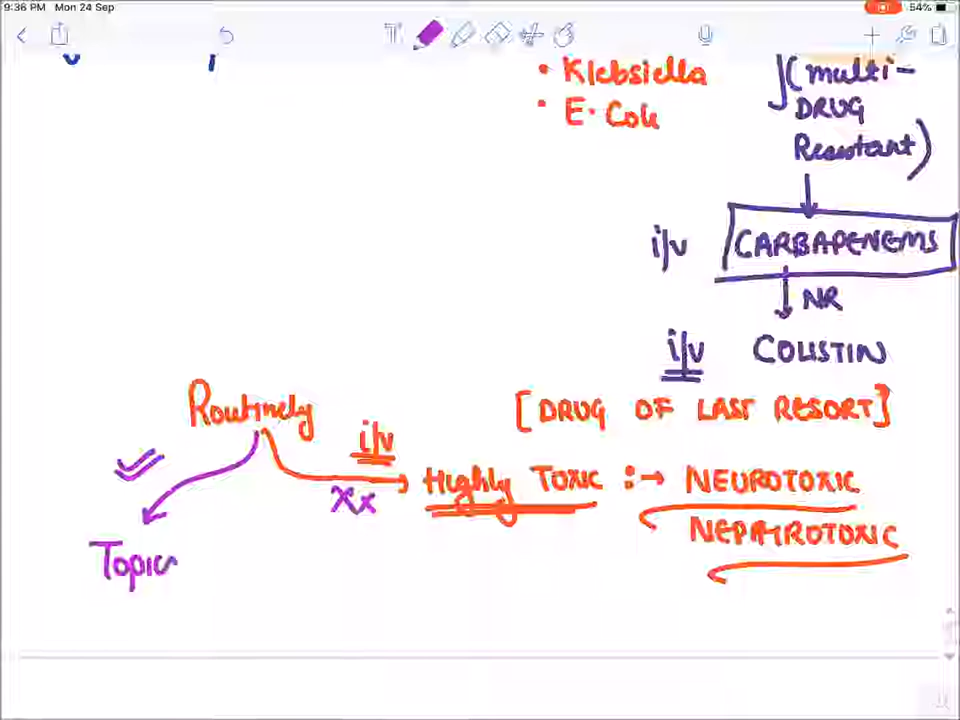 9:36 PM Mon 24 Sep
54%
• Klebsiella
• E. Coli
(multi-
DRUG
Resistant)
i/v CARBAPENEMS
NR
i/v COLISTIN
[DRUG OF LAST RESORT]
Routinely
i/v
Highly TOXIC :→ NEUROTOXIC
XX
NEPHROTOXIC
Topic